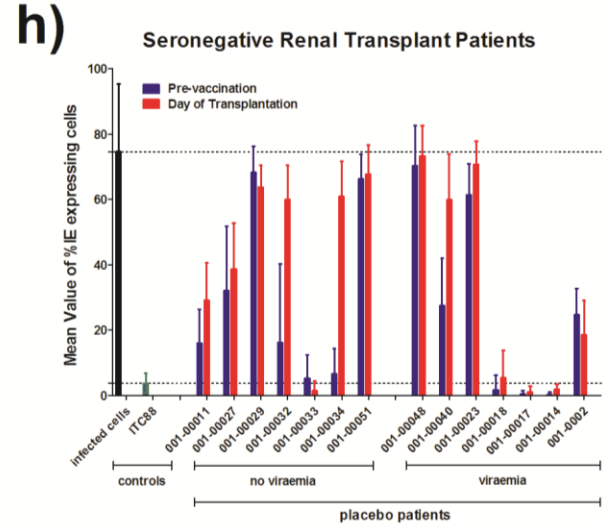 h)
Seronegative Renal Transplant Patients
Pre-vaccination
Day of Transplantation
Mean Value of %IE expressing cells
100
80
60
40
20
0
infected cells
ITC88
001-00011
001-00027
001-00029
001-00032
001-00033
001-00034
001-00051
001-00048
001-00040
001-00023
001-00018
001-00017
001-00014
001-0002
controls
no viraemia
viraemia
placebo patients